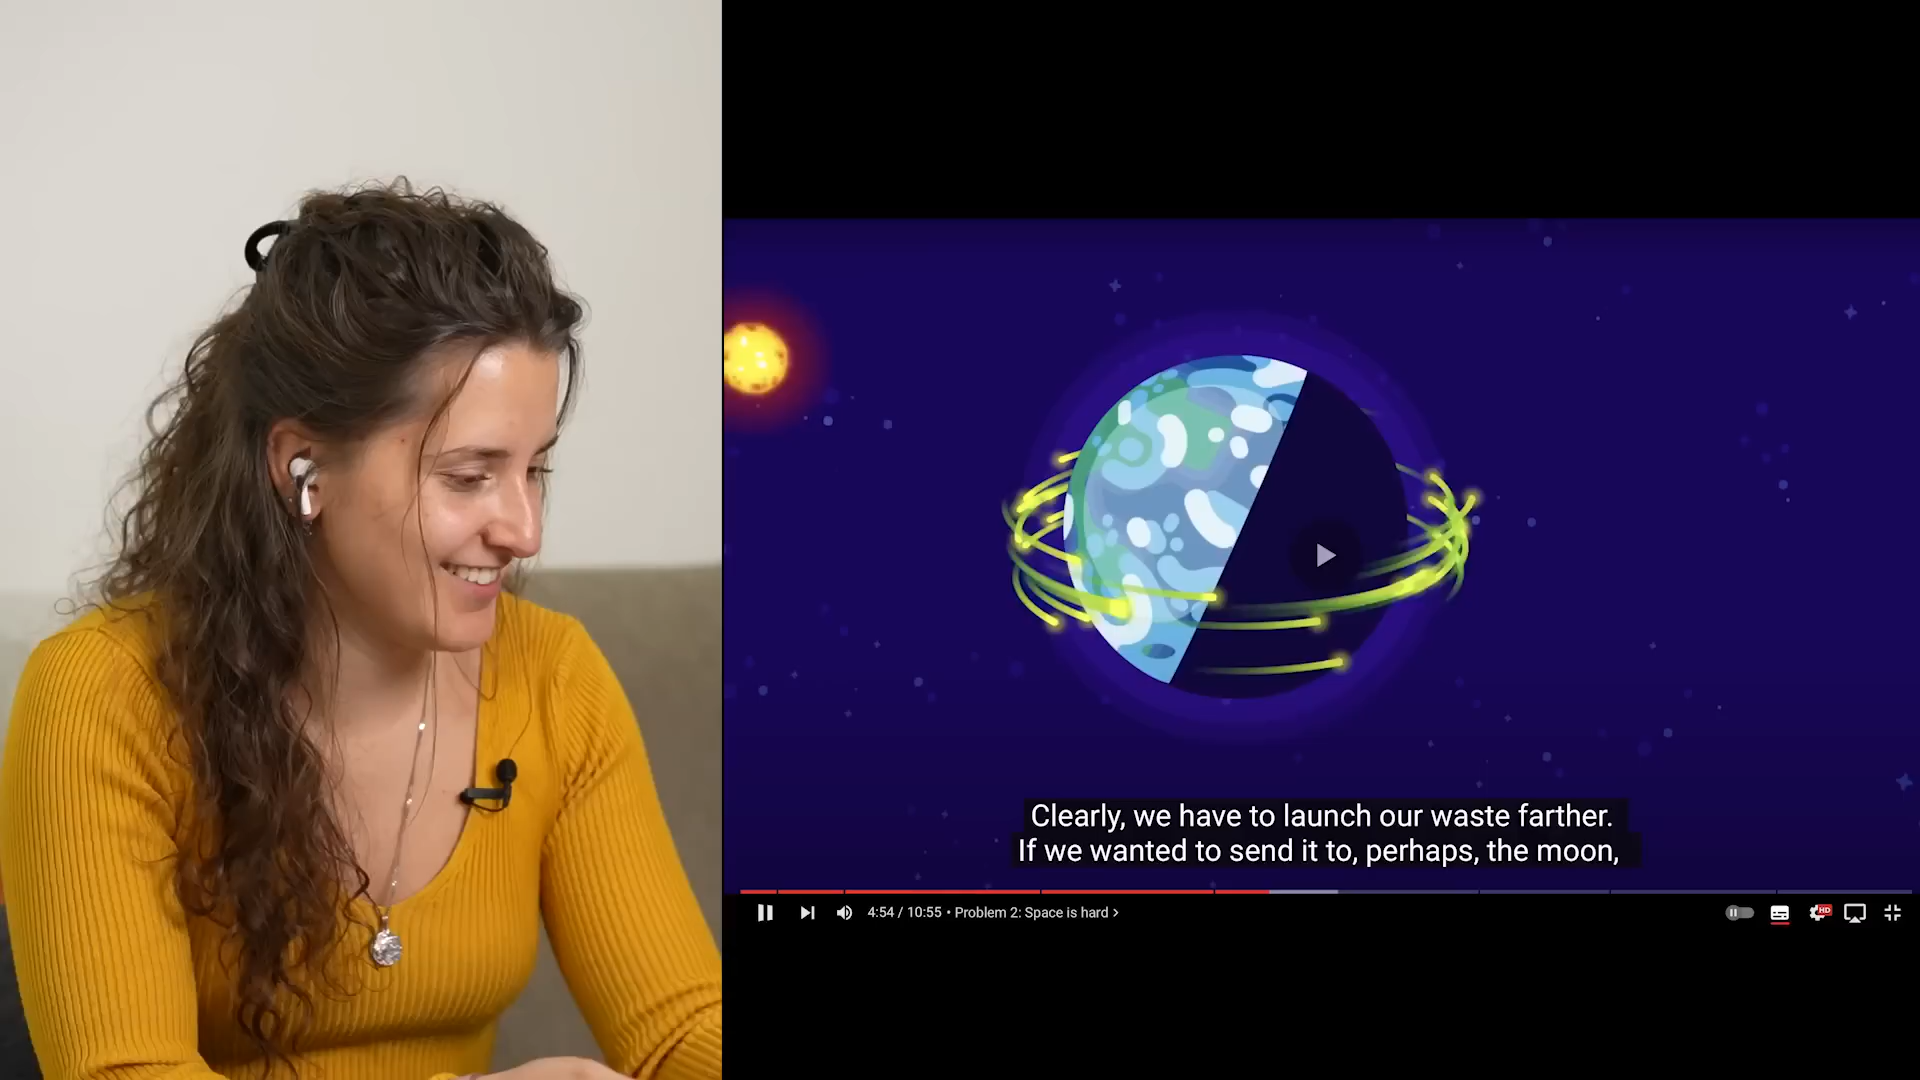 Clearly, we have to launch our waste farther.
If we wanted to send it to, perhaps, the moon,
4:54 / 10:55 • Problem 2: Space is hard >
HD